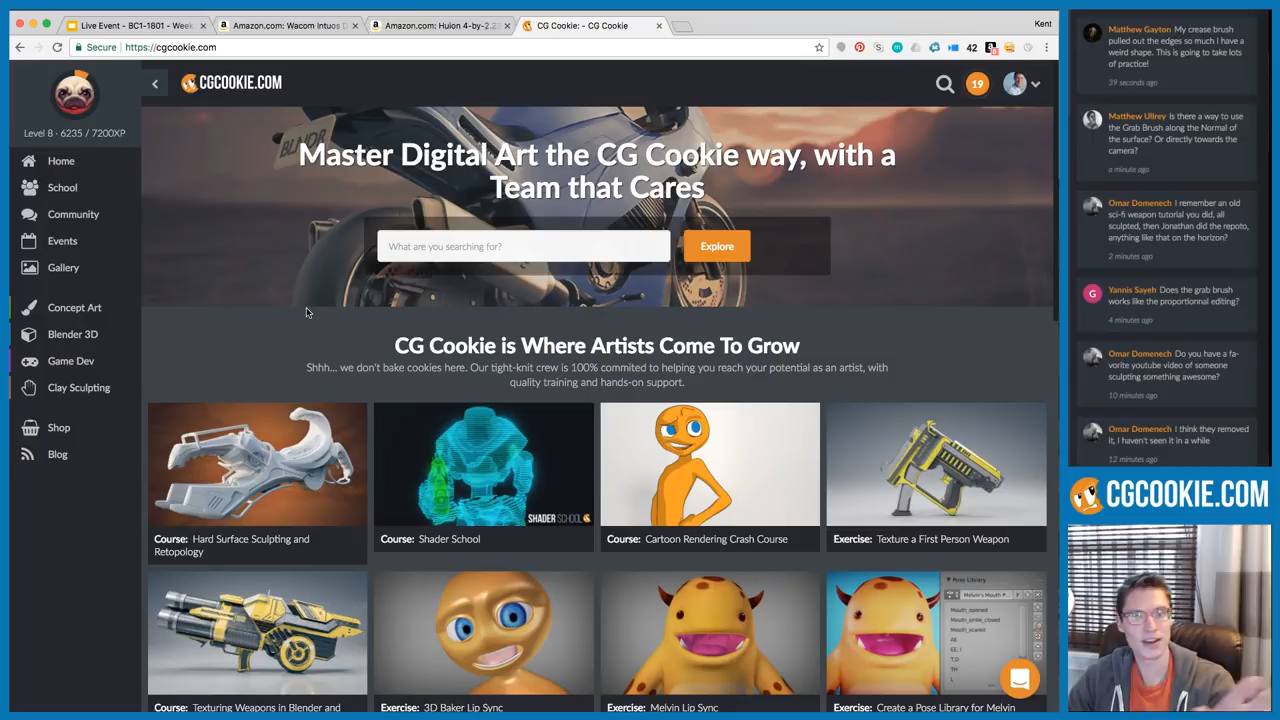 Live Event - BC1-1801 - Week
Amazon.com: Wacom Intuos D
Amazon.com: Huion 4-by-2.23
CG Cookie: - CG Cookie
Kent
Secure
https://cgcookie.com
42
Level 8 · 6235 / 7200XP
Home
School
Community
Events
Gallery
Concept Art
Blender 3D
Game Dev
Clay Sculpting
Shop
Blog
CGCOOKIE.COM
19
BLNDR
Master Digital Art the CG Cookie way, with a
Team that Cares
What are you searching for?
Explore
CG Cookie is Where Artists Come To Grow
Shhh... we don't bake cookies here. Our tight-knit crew is 100% commited to helping you reach your potential as an artist, with
quality training and hands-on support.
SHADER SCHOOL
Course: Hard Surface Sculpting and
Retopology
Course: Shader School
Course: Cartoon Rendering Crash Course
Exercise: Texture a First Person Weapon
Pose Library
Melvin's Mouth P...
F
Mouth_opened
Mouth_smile_closed
Mouth_scared
AE
EE, I
T,D
TH
L
Course: Texturing Weapons in Blender and
Exercise: 3D Baker Lip Sync
Exercise: Melvin Lip Sync
Exercise: Create a Pose Library for Melvin
Matthew Gayton My crease brush
pulled out the edges so much I have a
weird shape. This is going to take lots
of practice!
39 seconds ago
Matthew Ullrey Is there a way to use
the Grab Brush along the Normal of
the surface? Or directly towards the
camera?
a minute ago
Omar Domenech I remember an old
sci-fi weapon tutorial you did, all
sculpted, then Jonathan did the repoto,
anything like that on the horizon?
2 minutes ago
G
Yannis Sayeh Does the grab brush
works like the proportionnal editing?
4 minutes ago
Omar Domenech Do you have a fa-
vorite youtube video of someone
sculpting something awesome?
10 minutes ago
Omar Domenech I think they removed
it, I haven't seen it in a while
12 minutes ago
CGCOOKIE.COM